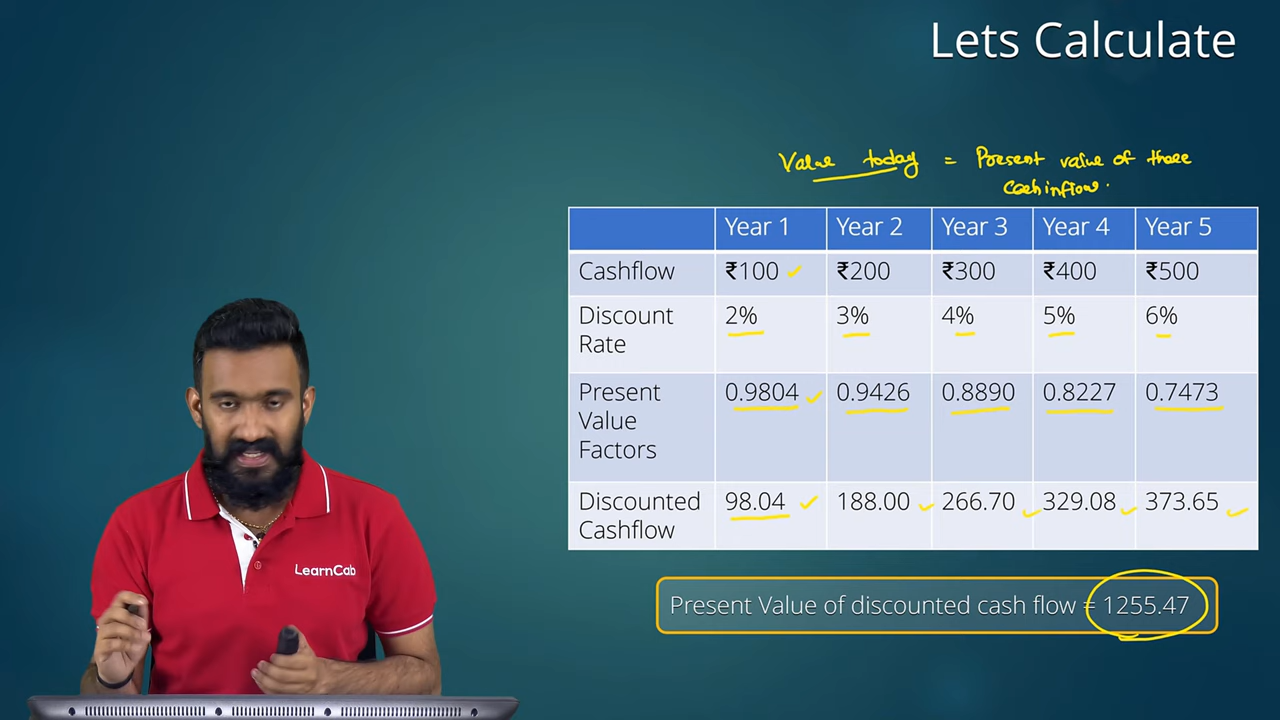 Lets Calculate
Value today = Present value of these
cash inflow.
Year 1 Year 2 Year 3 Year 4 Year 5
Cashflow ₹100 ₹200 ₹300 ₹400 ₹500
Discount 2% 3% 4% 5% 6%
Rate
Present 0.9804 0.9426 0.8890 0.8227 0.7473
Value
Factors
Discounted 98.04 188.00 266.70 329.08 373.65
Cashflow
Present Value of discounted cash flow = 1255.47
LearnCab